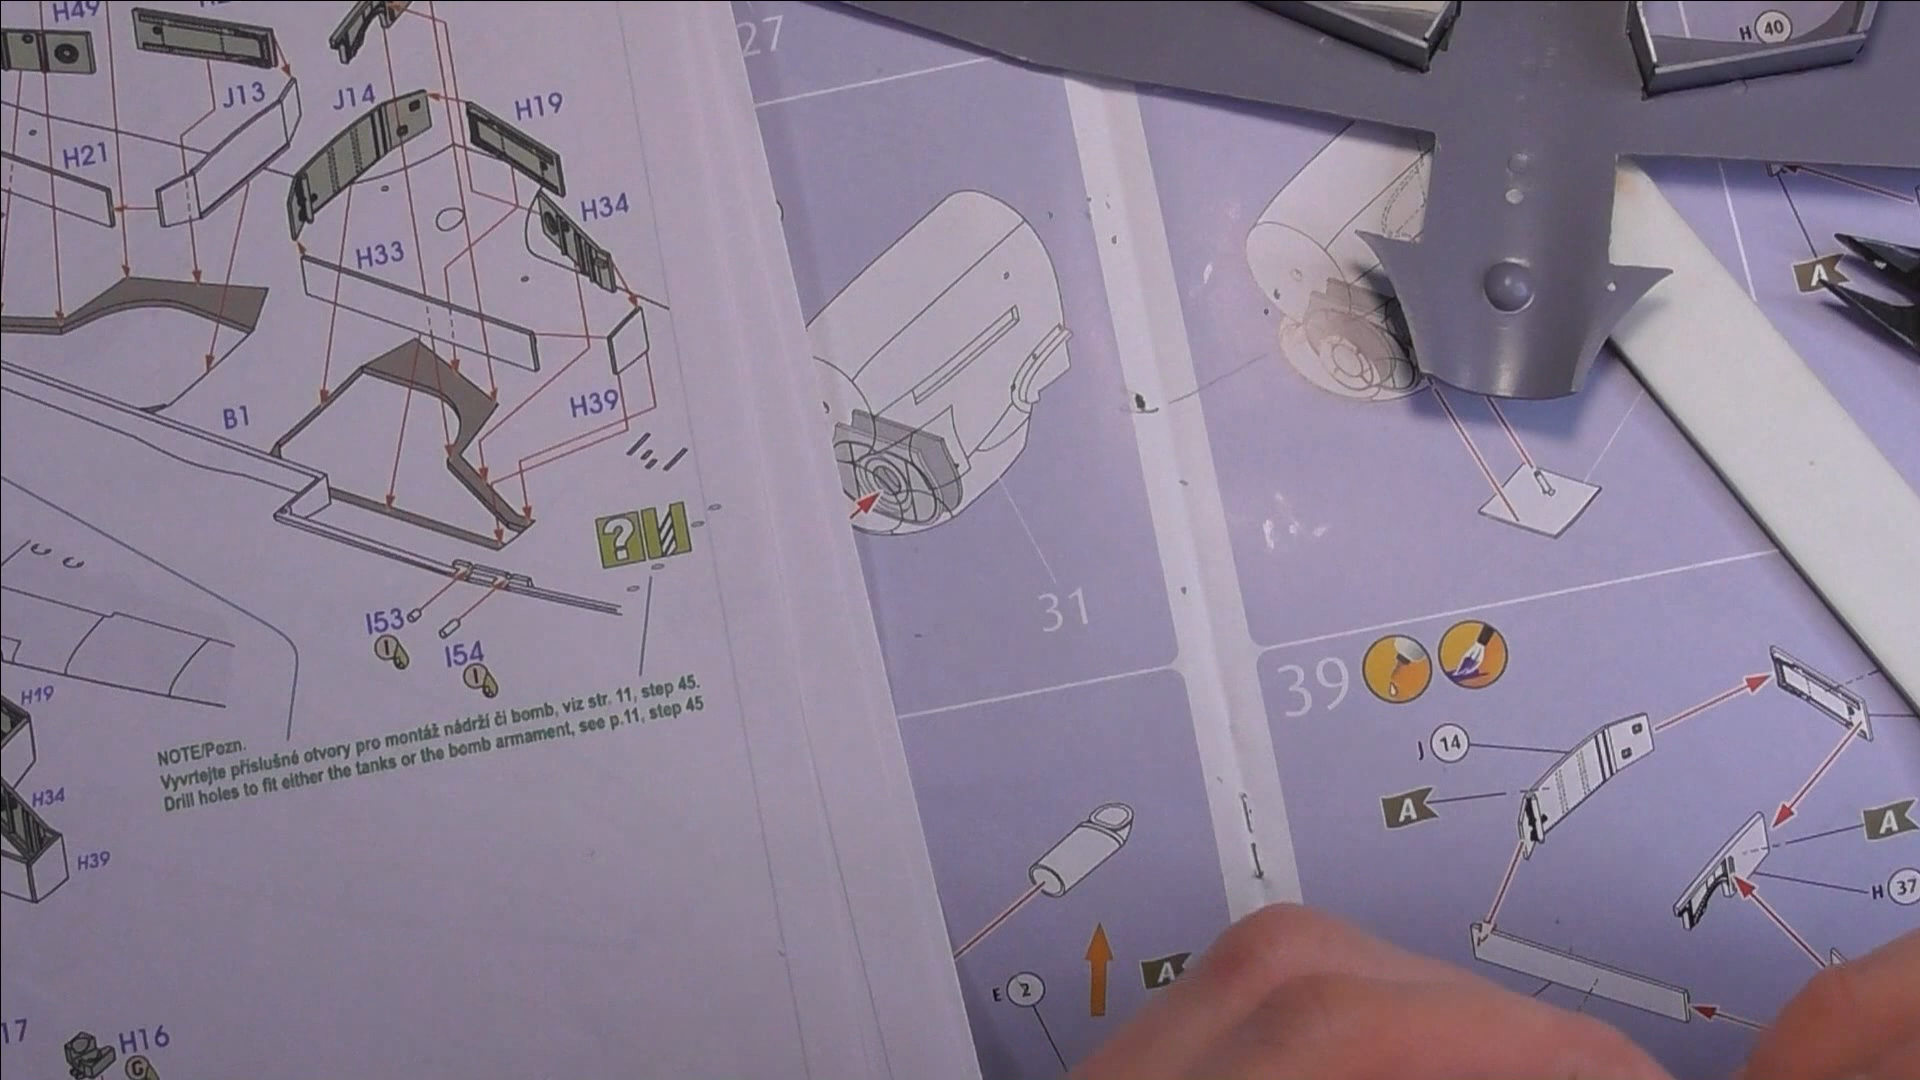 H49
J13
J14
H19
H21
H34
H33
H39
B1
?
I53
I
I54
I
NOTE/Pozn.
Vyvrtejte příslušné otvory pro montáž nádrží či bomb, viz str. 11, step 45.
Drill holes to fit either the tanks or the bomb armament, see p.11, step 45
H19
H34
H39
17
H16
G
27
H 40
A
31
39
J 14
A
A
H 37
E 2
A